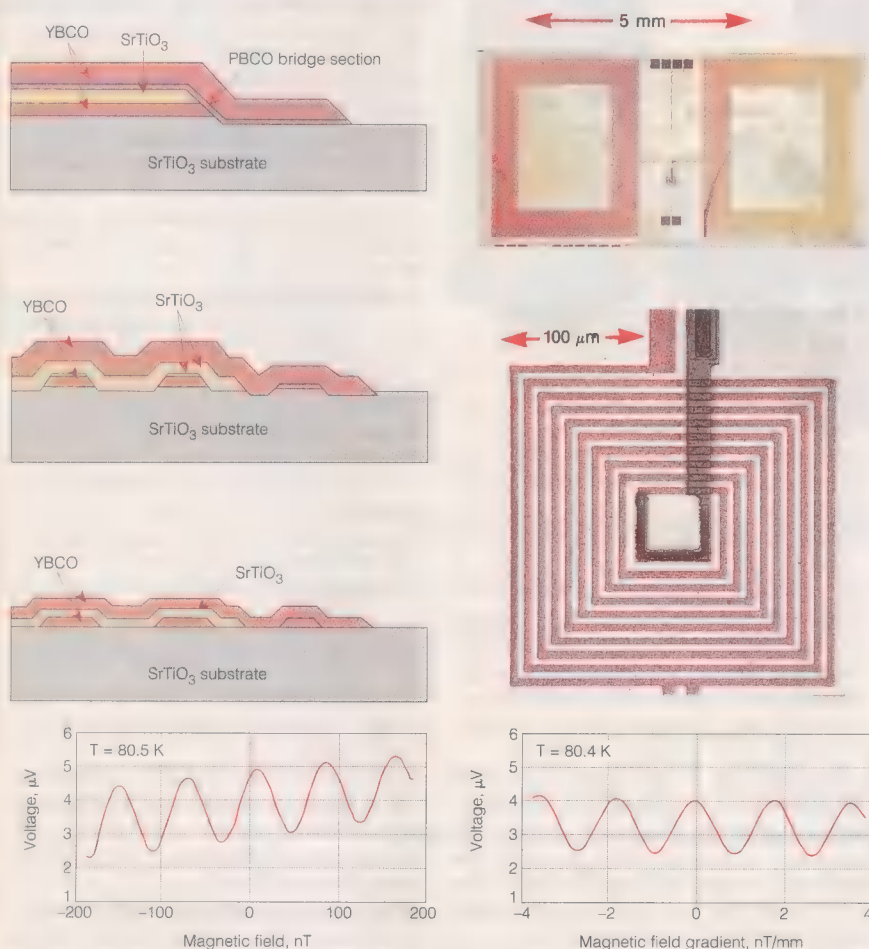 YBCO
SrTiO₃
PBCO bridge section
SrTiO₃ substrate
5 mm
YBCO
SrTiO₃
SrTiO₃ substrate
100 μm
YBCO
SrTiO₃
SrTiO₃ substrate
T = 80.5 K
Voltage, μV
6
5
4
3
2
1
−200
−100
0
100
200
Magnetic field, nT
T = 80.4 K
Voltage, μV
6
5
4
3
2
1
−4
−2
0
2
4
Magnetic field gradient, nT/mm